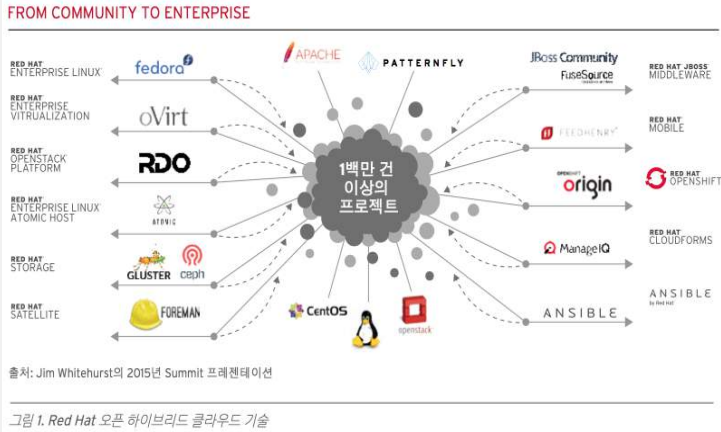 FROM COMMUNITY TO ENTERPRISE
RED HAT
ENTERPRISE LINUX
fedora
RED HAT
ENTERPRISE
VITRUALIZATION
oVirt
RED HAT
OPENSTACK
PLATFORM
RDO
RED HAT
ENTERPRISE LINUX
ATOMIC HOST
ATOMIC
RED HAT
STORAGE
GLUSTER
ceph
RED HAT
SATELLITE
FOREMAN
APACHE
PATTERNFLY
1백만 건
이상의
프로젝트
CentOS
openstack
JBoss Community
FuseSource
RED HAT JBOSS
MIDDLEWARE
FEEDHENRY
RED HAT
MOBILE
OPENSHIFT
origin
RED HAT
OPENSHIFT
ManageIQ
RED HAT
CLOUDFORMS
ANSIBLE
ANSIBLE
by Red Hat
출처: Jim Whitehurst의 2015년 Summit 프레젠테이션
그림 1. Red Hat 오픈 하이브리드 클라우드 기술